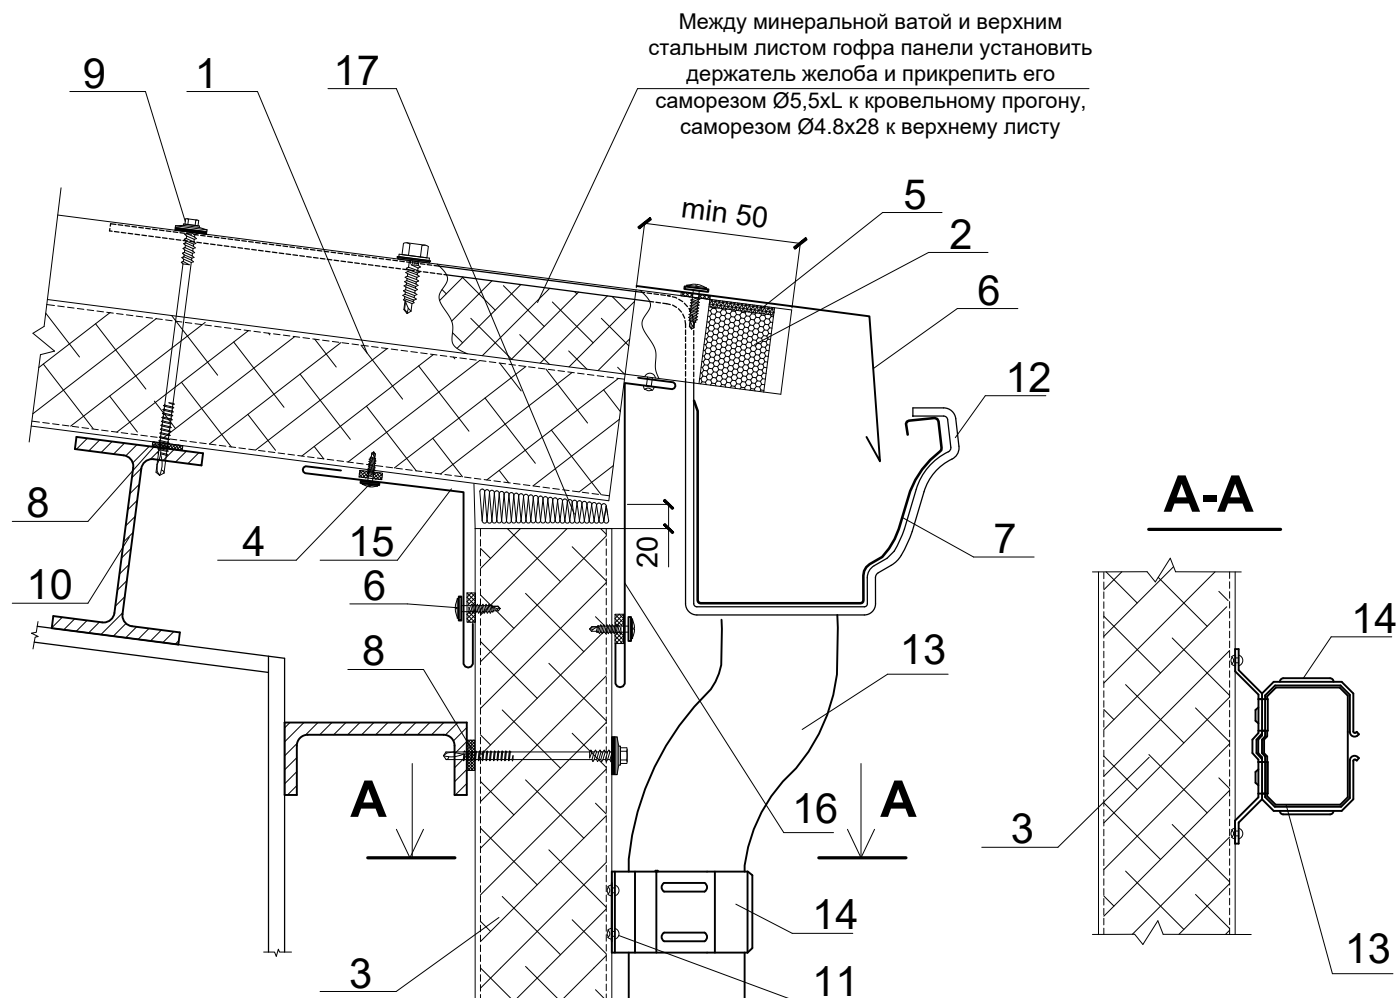 Между минеральной ватой и верхним
стальным листом гофра панели установить
держатель желоба и прикрепить его
саморезом Ø5,5xL к кровельному прогону,
саморезом Ø4.8x28 к верхнему листу
9
1
17
min 50
5
2
6
12
8
4
15
20
7
A-A
10
6
14
8
13
A
16
A
3
14
3
11
13